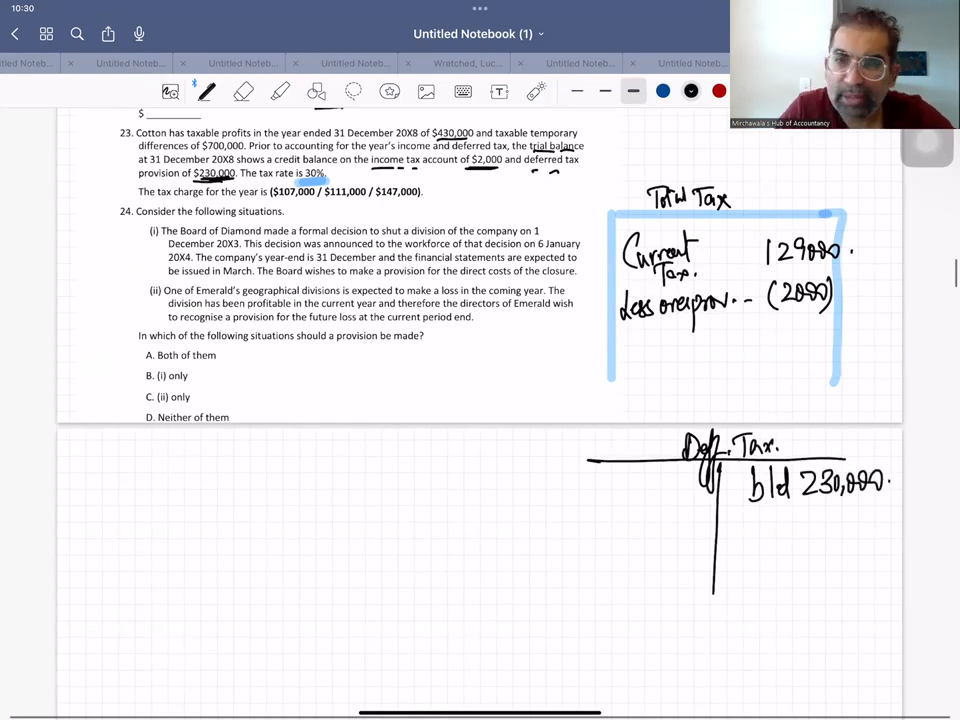 10:30
Untitled Notebook (1)
Untitled Noteb...
Untitled Noteb...
Untitled Noteb...
Untitled Noteb...
Wretched, Luc...
Untitled Noteb...
Untitled Noteb...
Mirchawala's Hub of Accountancy
$
23. Cotton has taxable profits in the year ended 31 December 20X8 of $430,000 and taxable temporary
differences of $700,000. Prior to accounting for the year's income and deferred tax, the trial balance
at 31 December 20X8 shows a credit balance on the income tax account of $2,000 and deferred tax
provision of $230,000. The tax rate is 30%.
The tax charge for the year is ($107,000 / $111,000 / $147,000).
24. Consider the following situations.
(i) The Board of Diamond made a formal decision to shut a division of the company on 1
December 20X3. This decision was announced to the workforce of that decision on 6 January
20X4. The company's year-end is 31 December and the financial statements are expected to
be issued in March. The Board wishes to make a provision for the direct costs of the closure.
(ii) One of Emerald's geographical divisions is expected to make a loss in the coming year. The
division has been profitable in the current year and therefore the directors of Emerald wish
to recognise a provision for the future loss at the current period end.
In which of the following situations should a provision be made?
A. Both of them
B. (i) only
C. (ii) only
D. Neither of them
Total Tax
Current Tax. 129000.
Less overprov. - (2000)
Deff. Tax.
b/d 230,000.